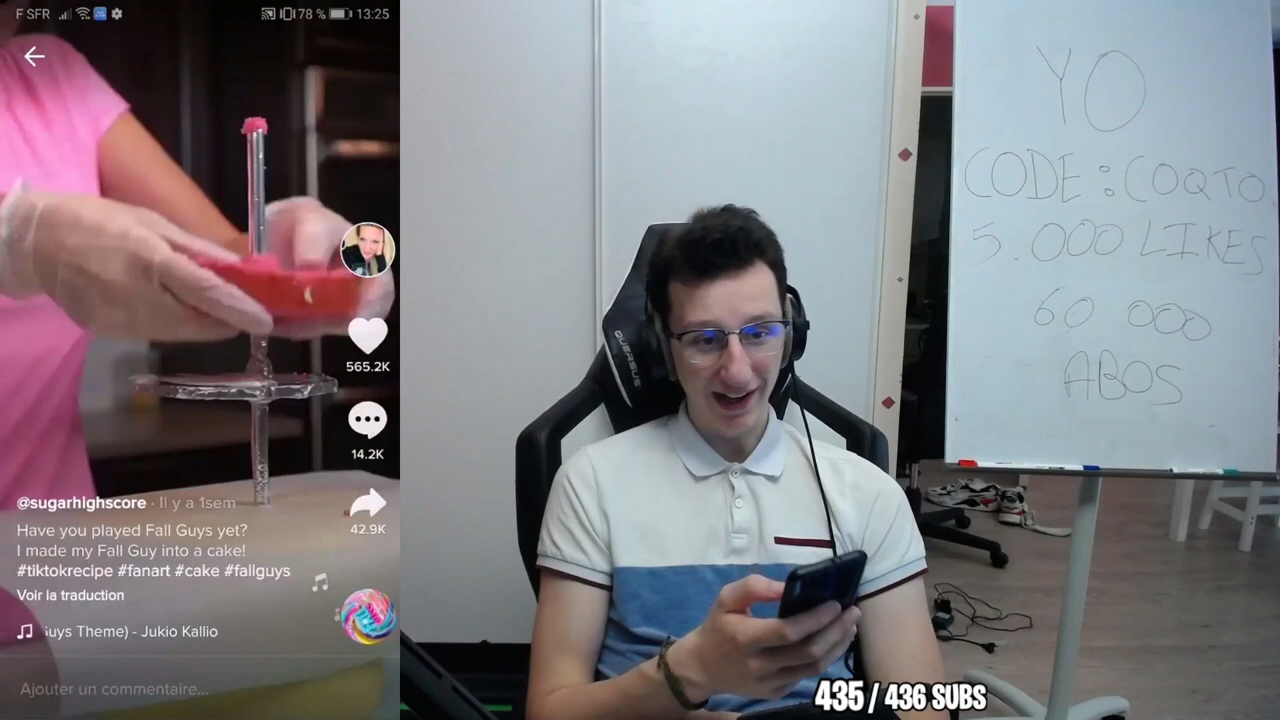 F SFR 78 % 13:25
565.2K
14.2K
42.9K
@sugarhighscore · Il y a 1sem
Have you played Fall Guys yet?
I made my Fall Guy into a cake!
#tiktokrecipe #fanart #cake #fallguys
Voir la traduction
uys Theme) - Jukio Kallio
Ajouter un commentaire...
QUERSUS
YO
CODE : COQTO
5.000 LIKES
60 000
ABOS
435 / 436 SUBS